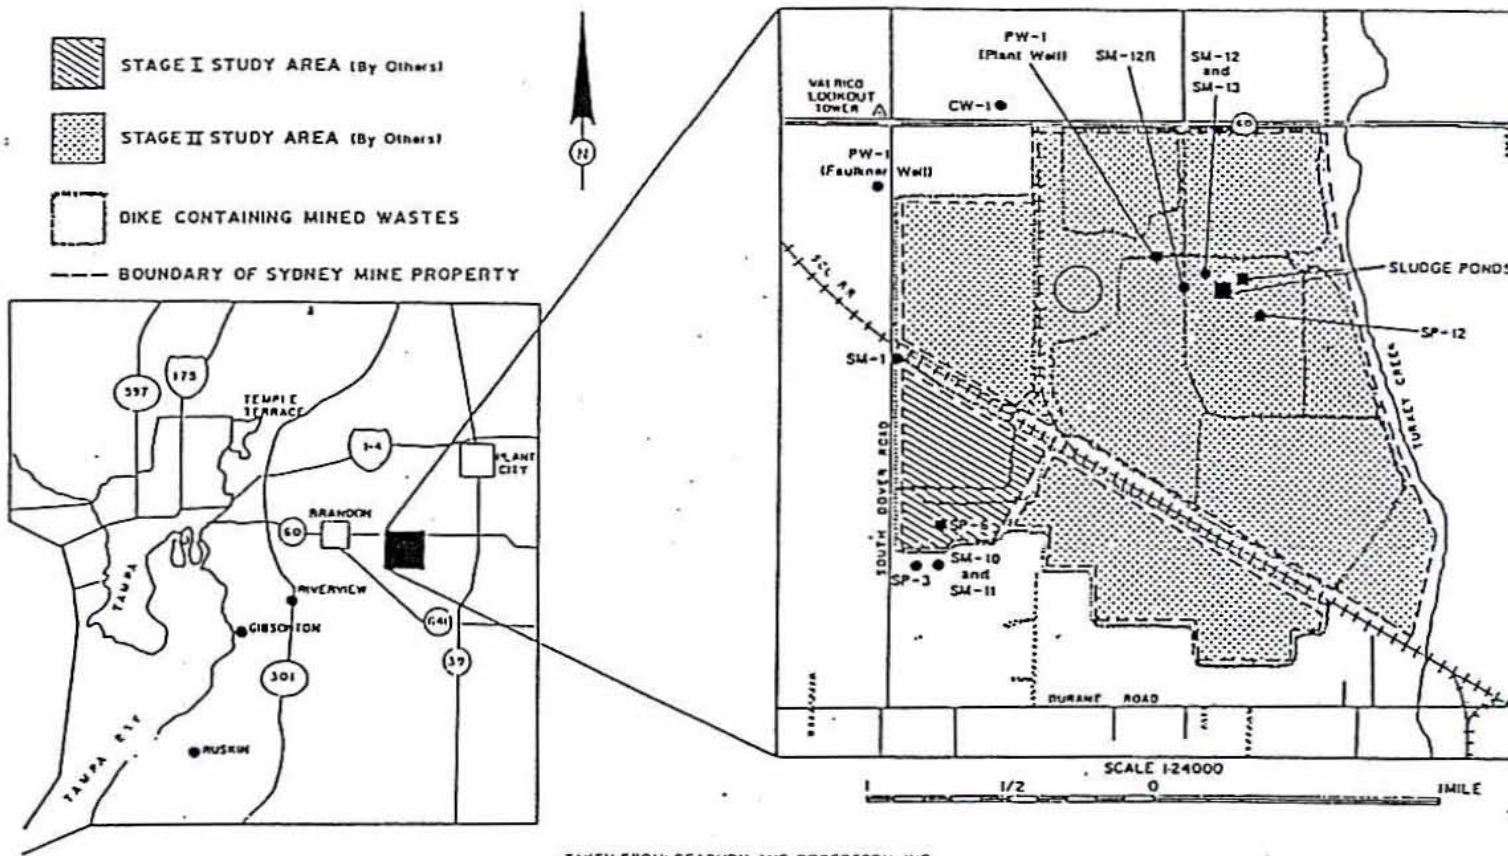 STAGE I STUDY AREA (By Others)
STAGE II STUDY AREA (By Others)
DIKE CONTAINING MINED WASTES
BOUNDARY OF SYDNEY MINE PROPERTY
N
597
175
TEMPLE
TERRACE
I-4
PLANT
CITY
BRANDON
60
TAMPA
RIVERVIEW
GIBSONTON
641
39
301
RUSKIN
TAMPA
PW-1
(Plant Well)
SM-12R
SM-12
and
SM-13
VALRICO
LOOKOUT
TOWER
CW-1
60
PW-1
(Faulkner Well)
SCL RR
SLUDGE PONDS
SP-12
SM-1
TURKEY CREEK
SOUTH DOVER ROAD
SM-10
and
SM-11
SP-3
DURANT ROAD
SCALE 1-24000
1
1/2
0
1MILE